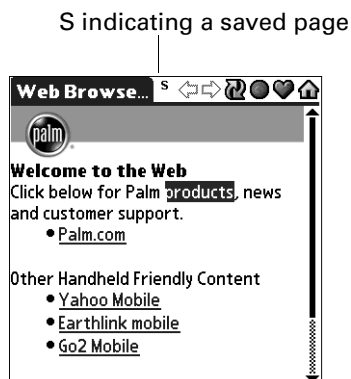 S indicating a saved page
Web Browse... S
palm
Welcome to the Web
Click below for Palm products, news
and customer support.
• Palm.com
Other Handheld Friendly Content
• Yahoo Mobile
• Earthlink mobile
• Go2 Mobile